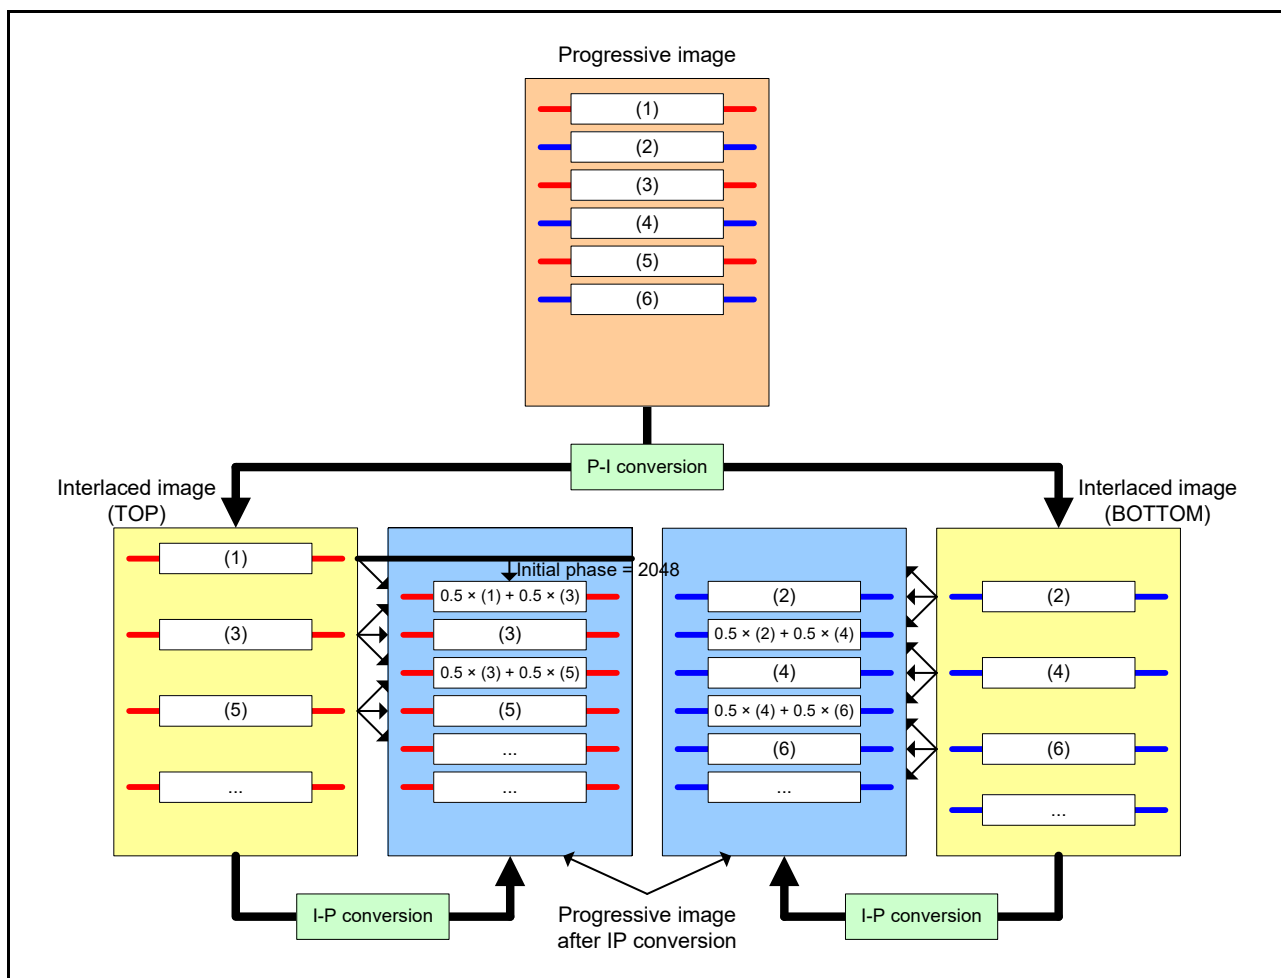 Progressive image
(1)
(2)
(3)
(4)
(5)
(6)
P-I conversion
Interlaced image
(TOP)
(1)
(3)
(5)
...
Initial phase = 2048
0.5 × (1) + 0.5 × (3)
(3)
0.5 × (3) + 0.5 × (5)
(5)
...
...
(2)
0.5 × (2) + 0.5 × (4)
(4)
0.5 × (4) + 0.5 × (6)
(6)
...
Interlaced image
(BOTTOM)
(2)
(4)
(6)
...
I-P conversion
Progressive image
after IP conversion
I-P conversion